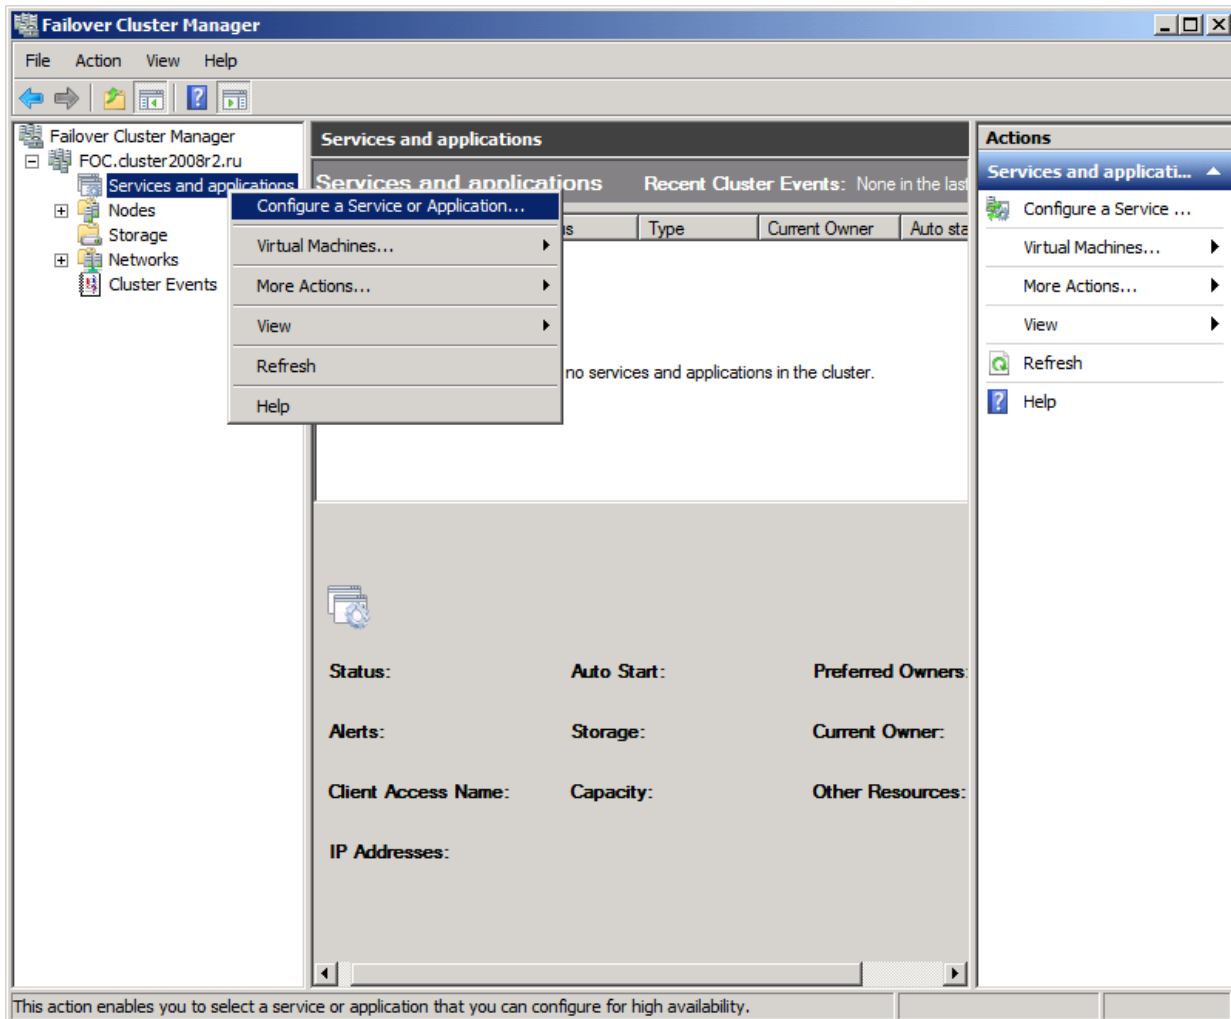 Failover Cluster Manager
File Action View Help
Failover Cluster Manager
FOC.cluster2008r2.ru
Services and applications
Nodes
Storage
Networks
Cluster Events
Configure a Service or Application...
Virtual Machines...
More Actions...
View
Refresh
Help
Services and applications
Services and applications Recent Cluster Events: None in the last
Type Current Owner Auto sta
no services and applications in the cluster.
Status: Auto Start: Preferred Owners:
Alerts: Storage: Current Owner:
Client Access Name: Capacity: Other Resources:
IP Addresses:
Actions
Services and applicati...
Configure a Service ...
Virtual Machines...
More Actions...
View
Refresh
Help
This action enables you to select a service or application that you can configure for high availability.